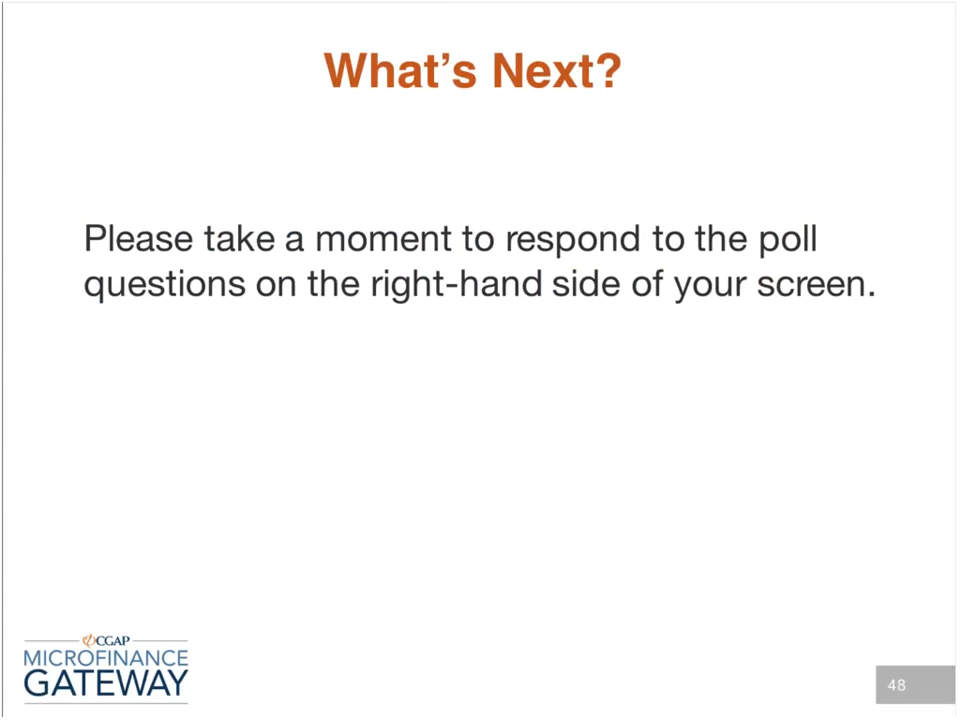 What’s Next?
Please take a moment to respond to the poll
questions on the right-hand side of your screen.
CGAP
MICROFINANCE
GATEWAY
48